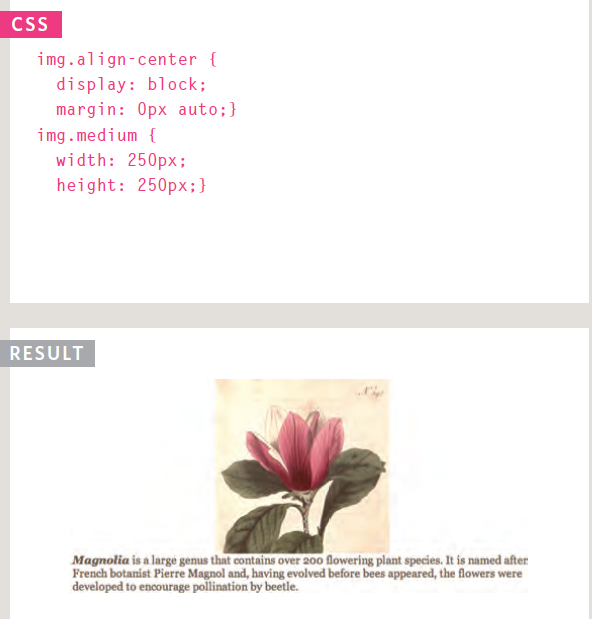 CSS
img.align-center {
display: block;
margin: 0px auto;}
img.medium {
width: 250px;
height: 250px;}
RESULT
Magnolia is a large genus that contains over 200 flowering plant species. It is named after
French botanist Pierre Magnol and, having evolved before bees appeared, the flowers were
developed to encourage pollination by beetle.